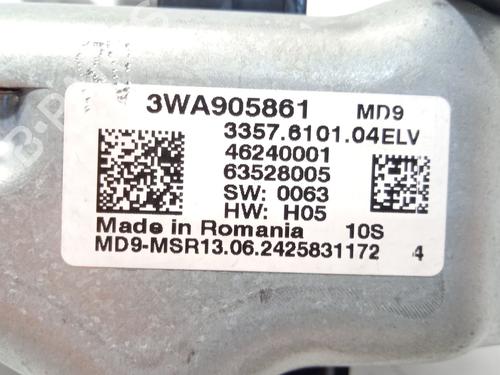 3WA905861 MD9
3357.6101.04ELV
46240001
63528005
SW: 0063
HW: H05
Made in Romania 10S
MD9-MSR13.06.2425831172 4